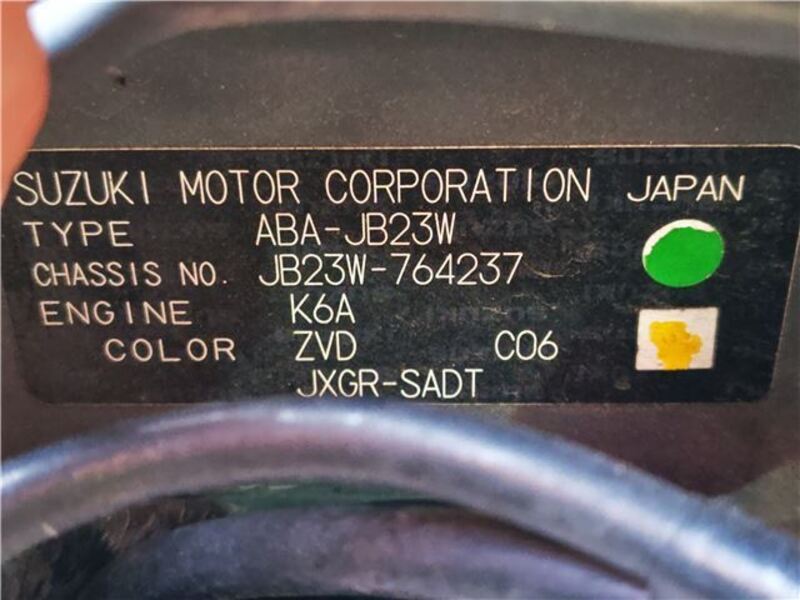 SUZUKI MOTOR CORPORATION JAPAN
TYPE ABA-JB23W
CHASSIS NO. JB23W-764237
ENGINE K6A
COLOR ZVD C06
JXGR-SADT